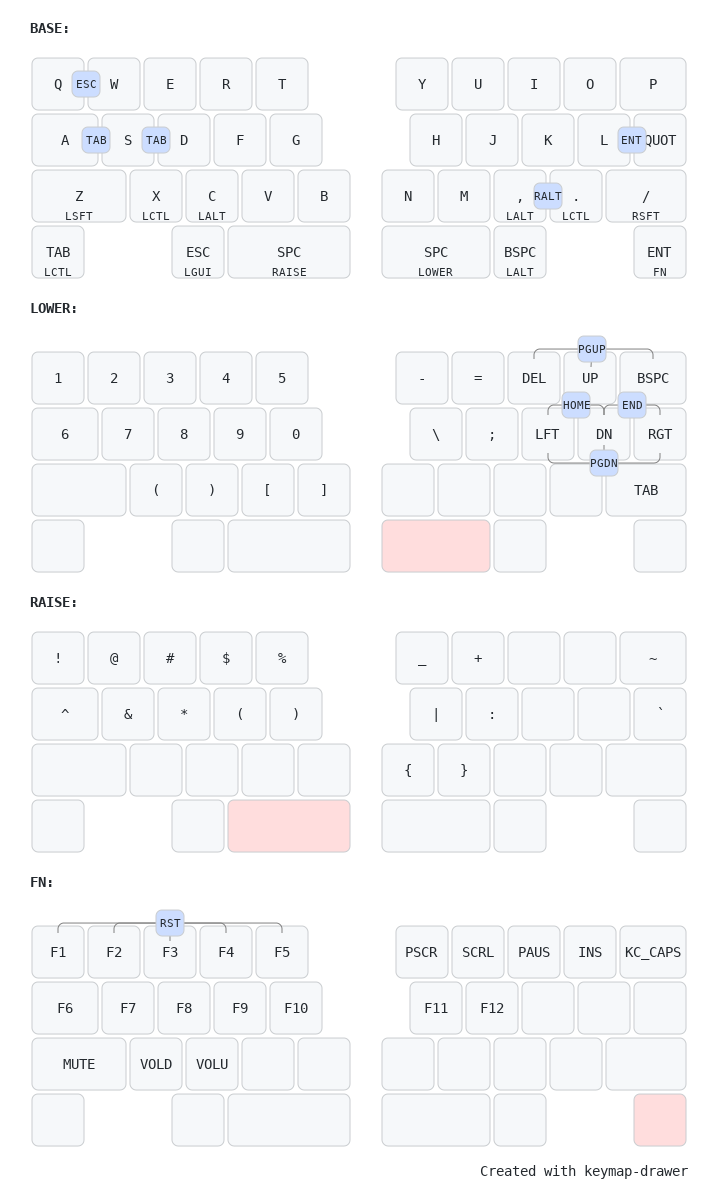 BASE:
Q ESC W E R T Y U I O P
A TAB S TAB D F G H J K L ENT QUOT
Z X C V B N M , RALT . /
LSFT LCTL LALT LALT LCTL RSFT
TAB ESC SPC SPC BSPC ENT
LCTL LGUI RAISE LOWER LALT FN
LOWER:
PGUP
1 2 3 4 5 - = DEL UP BSPC
HOME END
6 7 8 9 0 \ ; LFT DN RGT
PGDN
( ) [ ] TAB
RAISE:
! @ # $ % _ + ~
^ & * ( ) | : `
{ }
FN:
RST
F1 F2 F3 F4 F5 PSCR SCRL PAUS INS KC_CAPS
F6 F7 F8 F9 F10 F11 F12
MUTE VOLD VOLU
Created with keymap-drawer